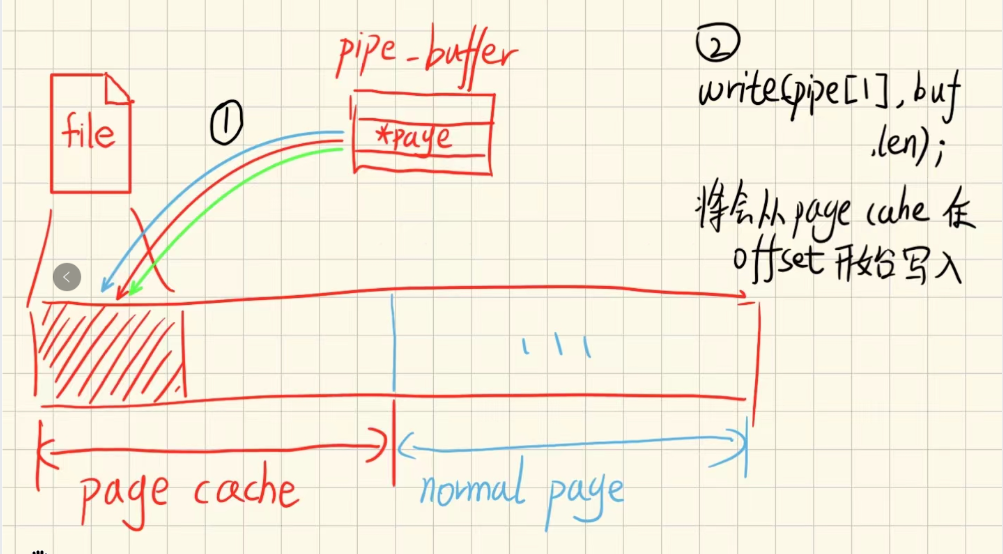 pipe_buffer
file
①
*page
②
write(pipe[1], buf
,len);
将会从page cahe 在
offset 开始写入
page cache
normal page